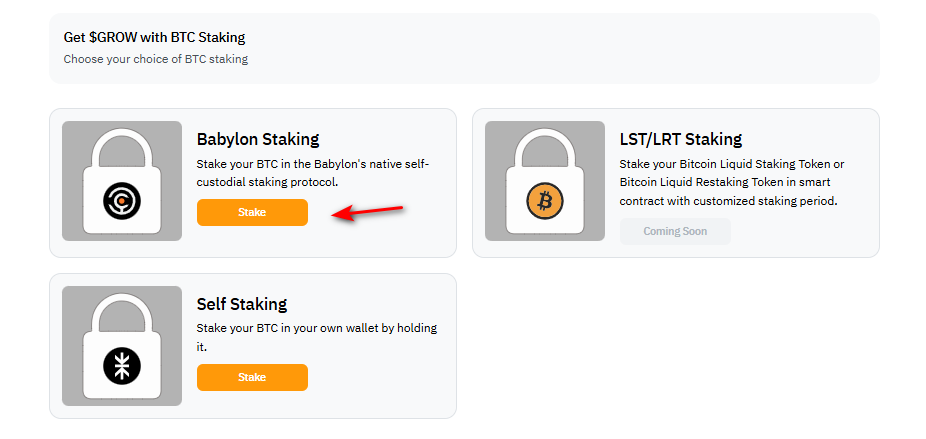 Get $GROW with BTC Staking
Choose your choice of BTC staking
Babylon Staking
Stake your BTC in the Babylon's native self-
custodial staking protocol.
Stake
LST/LRT Staking
Stake your Bitcoin Liquid Staking Token or
Bitcoin Liquid Restaking Token in smart
contract with customized staking period.
Coming Soon
Self Staking
Stake your BTC in your own wallet by holding
it.
Stake